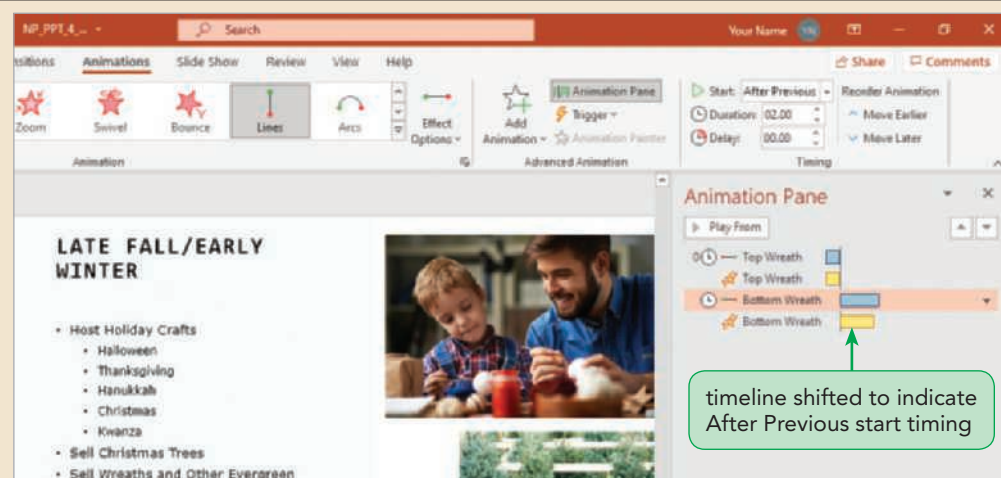 NP_PPT_4_...
Search
Your Name
YN
nsitions Animations Slide Show Review View Help
Share Comments
Zoom Swivel Bounce Lines Arcs
Effect Options
Add Animation
Animation Pane
Trigger
Animation Painter
Start: After Previous
Duration: 02.00
Delay: 00.00
Reorder Animation
Move Earlier
Move Later
Animation
Advanced Animation
Timing
LATE FALL/EARLY
WINTER
• Host Holiday Crafts
• Halloween
• Thanksgiving
• Hanukkah
• Christmas
• Kwanza
• Sell Christmas Trees
• Sell Wreaths and Other Evergreen
Animation Pane
Play From
0 Top Wreath
Top Wreath
Bottom Wreath
Bottom Wreath
timeline shifted to indicate
After Previous start timing